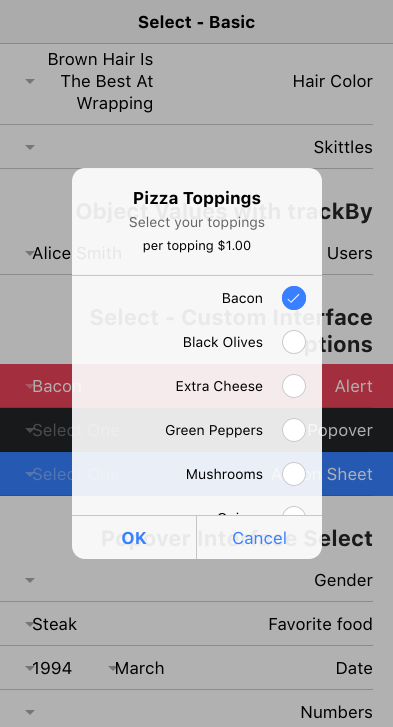 Select - Basic
Hair Color
Brown Hair Is
The Best At
Wrapping
Skittles
Object Values with trackBy
Users
Alice Smith
Select - Custom Interface
Options
Alert
Bacon
Popover
Select One
Action Sheet
Select One
Popover Interface Select
Gender
Favorite food
Steak
Date
March
1994
Numbers
Pizza Toppings
Select your toppings
$1.00 per topping
Bacon
Black Olives
Extra Cheese
Green Peppers
Mushrooms
OK
Cancel